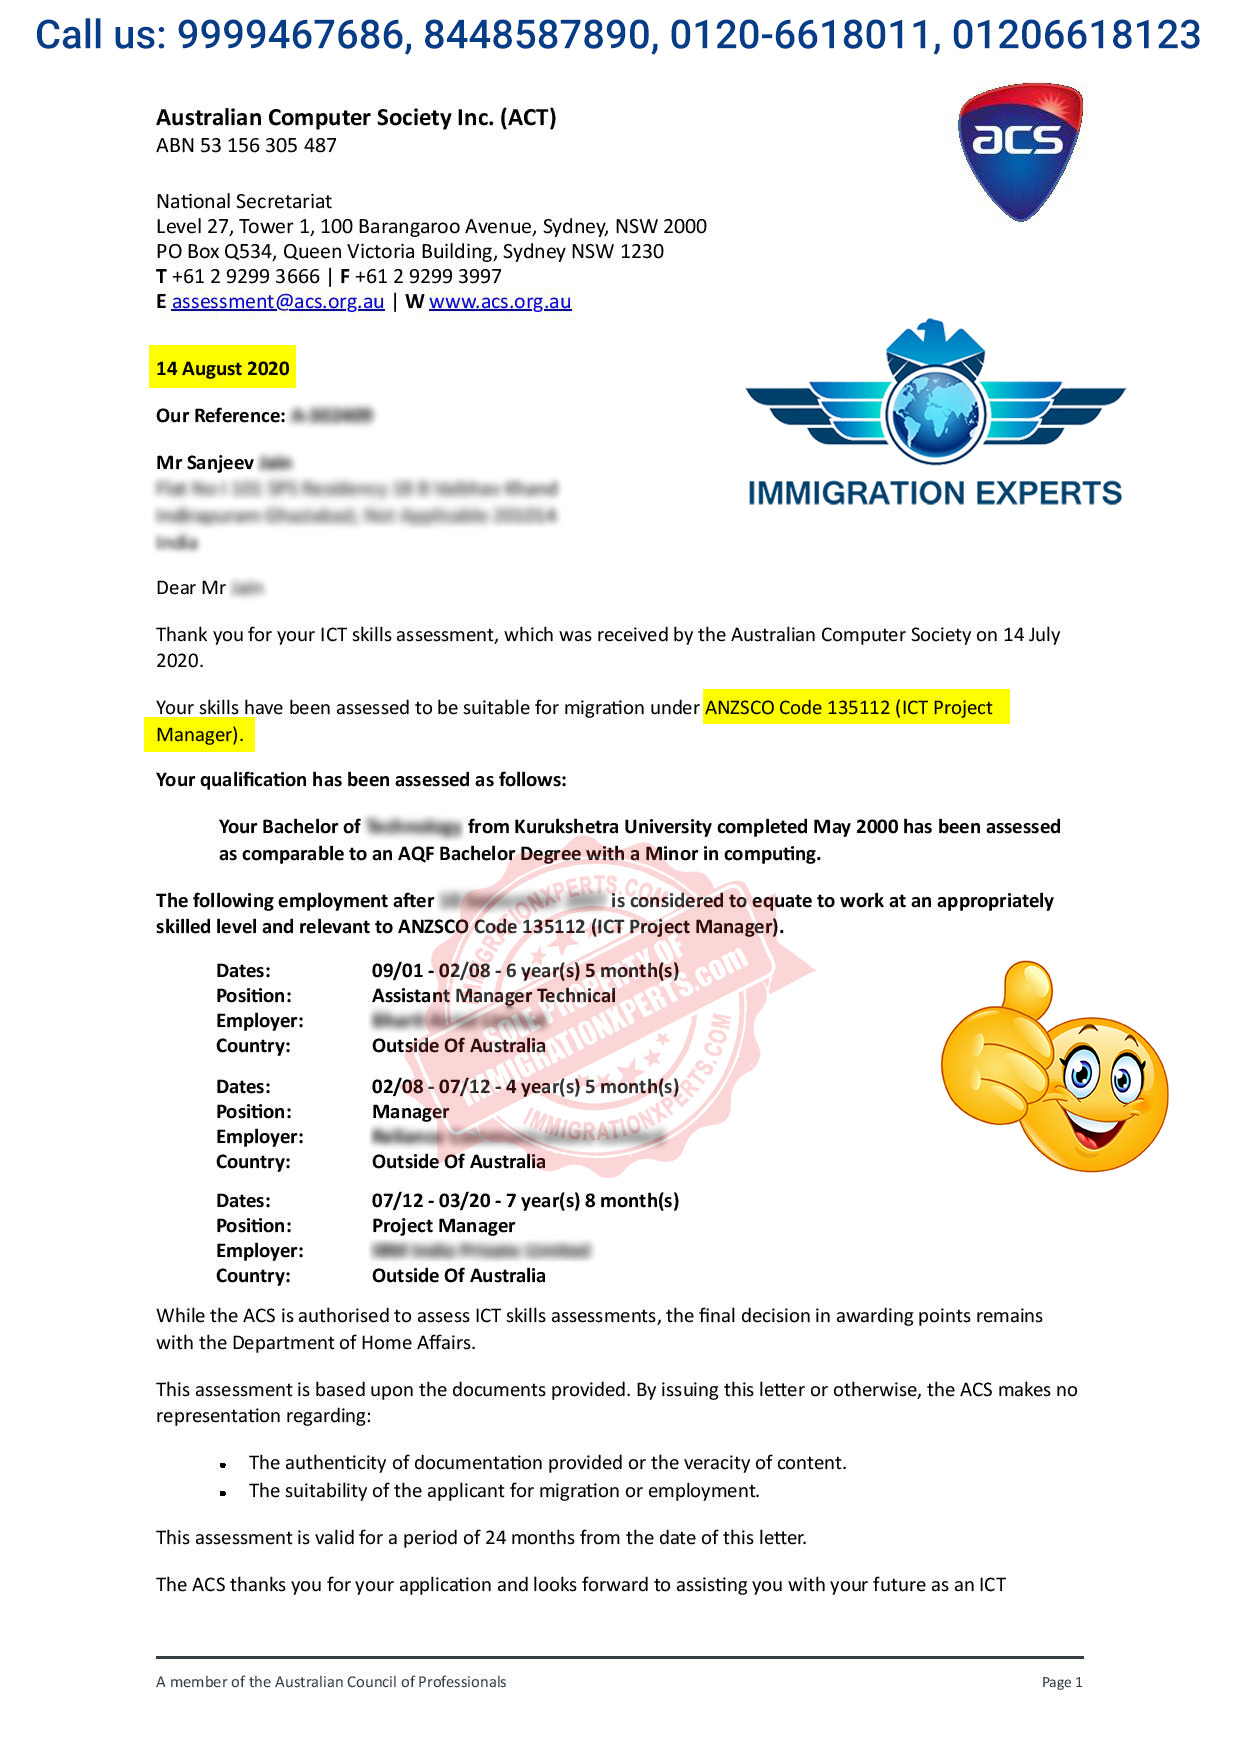 Call us: 9999467686, 8448587890, 0120-6618011, 01206618123
Australian Computer Society Inc. (ACT)
ABN 53 156 305 487
acs
National Secretariat
Level 27, Tower 1, 100 Barangaroo Avenue, Sydney, NSW 2000
PO Box Q534, Queen Victoria Building, Sydney NSW 1230
T +61 2 9299 3666 | F +61 2 9299 3997
E assessment@acs.org.au | W www.acs.org.au
14 August 2020
IMMIGRATION EXPERTS
Our Reference:
Mr Sanjeev
Dear Mr
Thank you for your ICT skills assessment, which was received by the Australian Computer Society on 14 July
2020.
Your skills have been assessed to be suitable for migration under ANZSCO Code 135112 (ICT Project
Manager).
Your qualification has been assessed as follows:
Your Bachelor of from Kurukshetra University completed May 2000 has been assessed
as comparable to an AQF Bachelor Degree with a Minor in computing.
The following employment after is considered to equate to work at an appropriately
skilled level and relevant to ANZSCO Code 135112 (ICT Project Manager).
Dates: 09/01 - 02/08 - 6 year(s) 5 month(s)
Position: Assistant Manager Technical
Employer:
Country: Outside Of Australia
Dates: 02/08 - 07/12 - 4 year(s) 5 month(s)
Position: Manager
Employer:
Country: Outside Of Australia
IMMIGRATIONXPERTS.COM
SOLE PROPERTY OF
IMMIGRATIONXPERTS.com
IMMIGRATIONXPERTS.COM
Dates: 07/12 - 03/20 - 7 year(s) 8 month(s)
Position: Project Manager
Employer:
Country: Outside Of Australia
While the ACS is authorised to assess ICT skills assessments, the final decision in awarding points remains
with the Department of Home Affairs.
This assessment is based upon the documents provided. By issuing this letter or otherwise, the ACS makes no
representation regarding:
The authenticity of documentation provided or the veracity of content.
The suitability of the applicant for migration or employment.
This assessment is valid for a period of 24 months from the date of this letter.
The ACS thanks you for your application and looks forward to assisting you with your future as an ICT
A member of the Australian Council of Professionals
Page 1